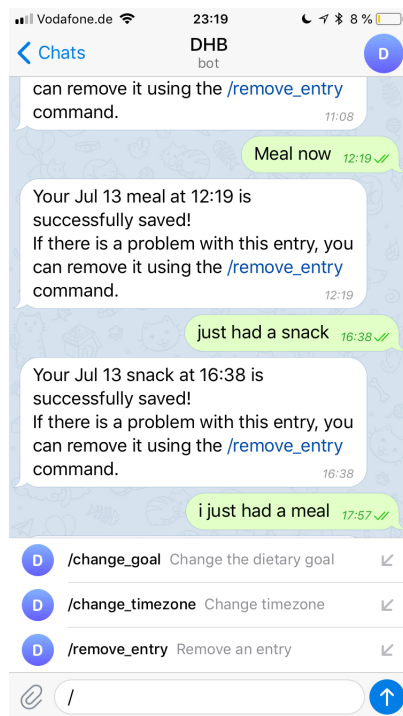 Vodafone.de 23:19 8 %
Chats DHB D
bot
can remove it using the /remove_entry
command. 11:08
Meal now 12:19
Your Jul 13 meal at 12:19 is
successfully saved!
If there is a problem with this entry, you
can remove it using the /remove_entry
command. 12:19
just had a snack 16:38
Your Jul 13 snack at 16:38 is
successfully saved!
If there is a problem with this entry, you
can remove it using the /remove_entry
command. 16:38
i just had a meal 17:57
D /change_goal Change the dietary goal
D /change_timezone Change timezone
D /remove_entry Remove an entry
/